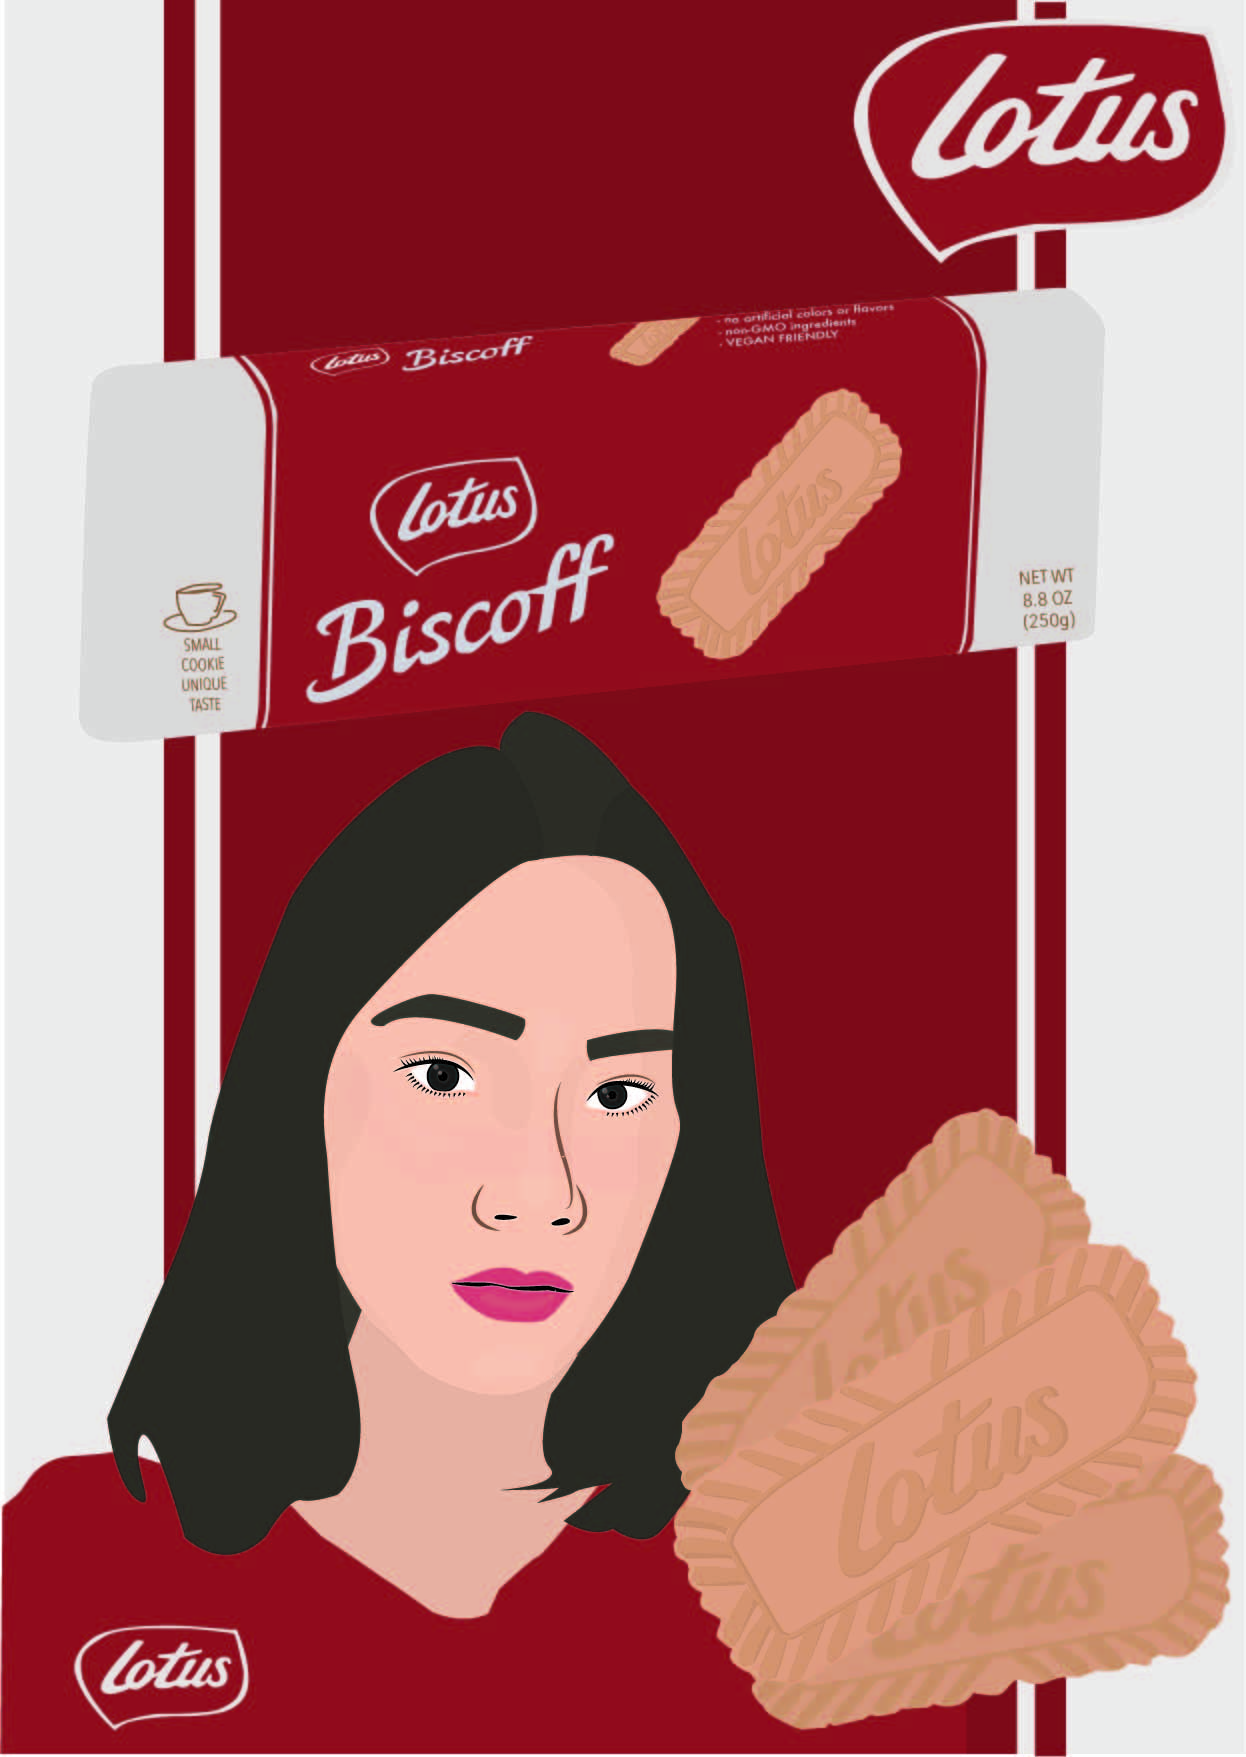 Lotus
Lotus Biscoff
- no artificial colors or flavors
- non-GMO ingredients
- VEGAN FRIENDLY
Lotus
Biscoff
Lotus
SMALL
COOKIE
UNIQUE
TASTE
NET WT
8.8 OZ
(250g)
Lotus
Lotus
Lotus
Lotus